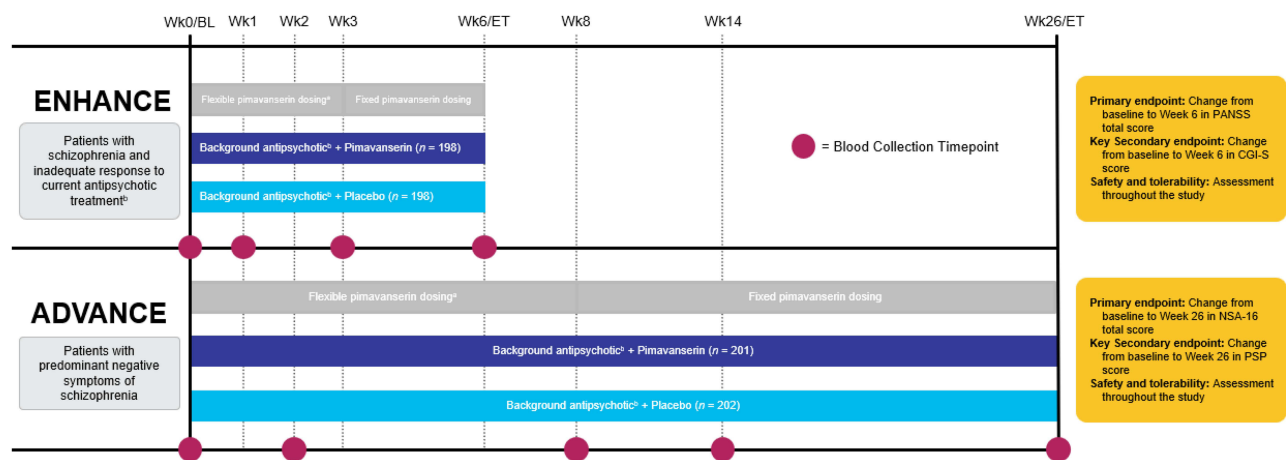 Wk0/BL Wk1 Wk2 Wk3 Wk6/ET Wk8 Wk14 Wk26/ET
ENHANCE
Patients with
schizophrenia and
inadequate response to
current antipsychotic
treatmentᵇ
Flexible pimavanserin dosingᵃ
Fixed pimavanserin dosing
Background antipsychoticᵇ + Pimavanserin (n = 198)
Background antipsychoticᵇ + Placebo (n = 198)
= Blood Collection Timepoint
Primary endpoint: Change from
baseline to Week 6 in PANSS
total score
Key Secondary endpoint: Change
from baseline to Week 6 in CGI-S
score
Safety and tolerability: Assessment
throughout the study
ADVANCE
Patients with
predominant negative
symptoms of
schizophrenia
Flexible pimavanserin dosingᵃ
Fixed pimavanserin dosing
Background antipsychoticᵇ + Pimavanserin (n = 201)
Background antipsychoticᵇ + Placebo (n = 202)
Primary endpoint: Change from
baseline to Week 26 in NSA-16
total score
Key Secondary endpoint: Change
from baseline to Week 26 in PSP
score
Safety and tolerability: Assessment
throughout the study